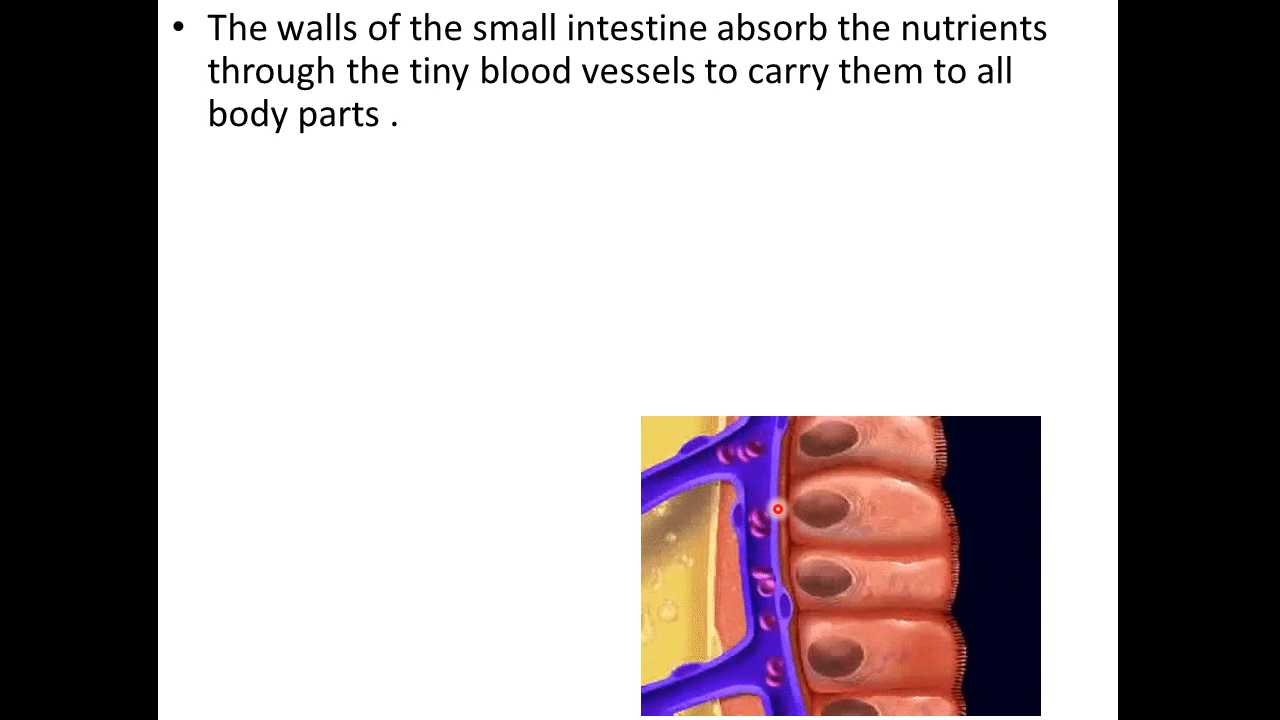 • The walls of the small intestine absorb the nutrients
through the tiny blood vessels to carry them to all
body parts .